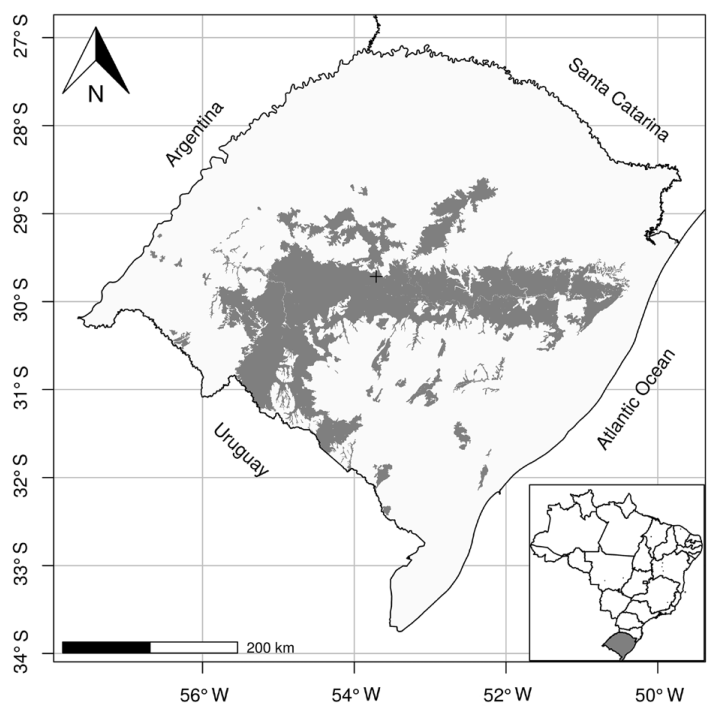 27° S
28° S
29° S
30° S
31° S
32° S
33° S
34° S
N
Argentina
Santa Catarina
Atlantic Ocean
Uruguay
200 km
56° W
54° W
52° W
50° W